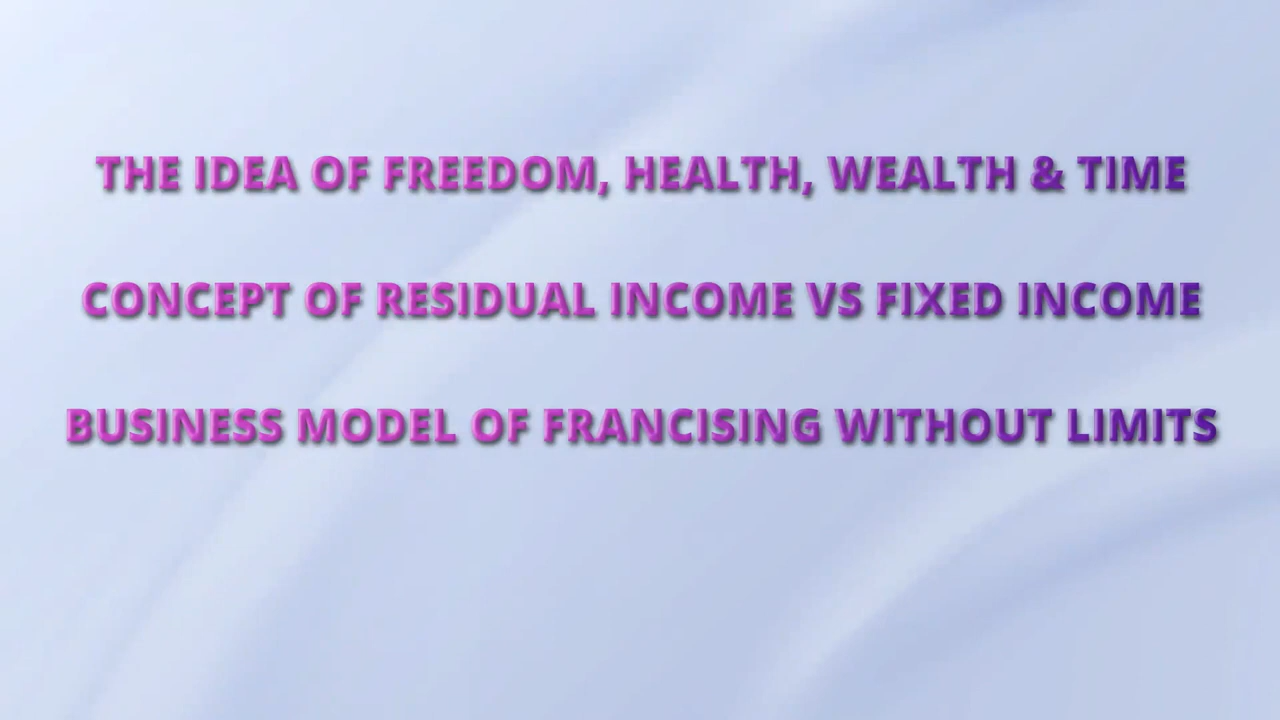 THE IDEA OF FREEDOM, HEALTH, WEALTH & TIME
CONCEPT OF RESIDUAL INCOME VS FIXED INCOME
BUSINESS MODEL OF FRANCISING WITHOUT LIMITS